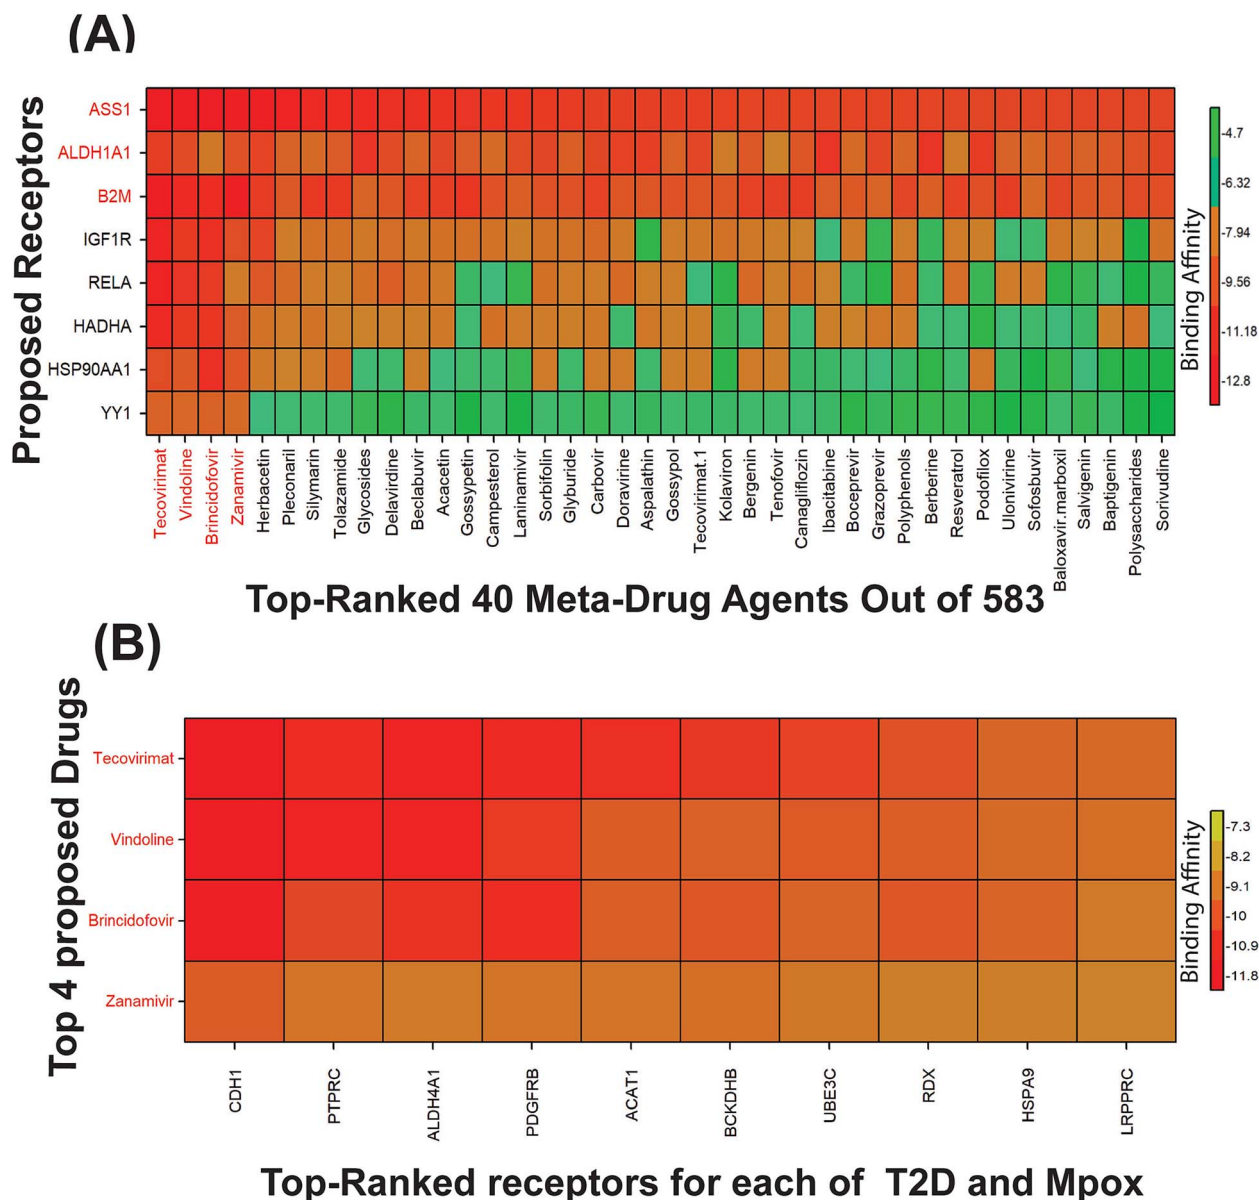 (A)
Proposed Receptors
ASS1
ALDH1A1
B2M
IGF1R
RELA
HADHA
HSP90AA1
YY1
Binding Affinity
-4.7
-6.32
-7.94
-9.56
-11.18
-12.8
Tecovirimat
Vindoline
Brincidofovir
Zanamivir
Herbacetin
Pleconaril
Silymarin
Tolazamide
Glycosides
Delavirdine
Beclabuvir
Acacetin
Gossypetin
Campesterol
Laninamivir
Sorbifolin
Glyburide
Carbovir
Doravirine
Aspalathin
Gossypol
Tecovirimat.1
Kolaviron
Bergenin
Tenofovir
Canagliflozin
Ibacitabine
Boceprevir
Grazoprevir
Polyphenols
Berberine
Resveratrol
Podofilox
Ulonivirine
Sofosbuvir
Baloxavir.marboxil
Salvigenin
Baptigenin
Polysaccharides
Sorivudine
Top-Ranked 40 Meta-Drug Agents Out of 583
(B)
Top 4 proposed Drugs
Tecovirimat
Vindoline
Brincidofovir
Zanamivir
Binding Affinity
-7.3
-8.2
-9.1
-10
-10.9
-11.8
CDH1
PTPRC
ALDH4A1
PDGFRB
ACAT1
BCKDHB
UBE3C
RDX
HSPA9
LRPPRC
Top-Ranked receptors for each of T2D and Mpox